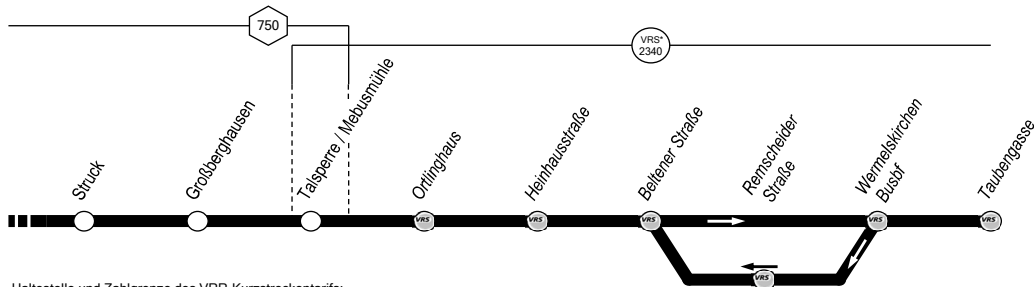 750
VRS*
2340
Struck
Großberghausen
Talsperre / Mebusmühle
Ortlinghaus
Heinhausstraße
Beltener Straße
Remscheider
Straße
Wermelskirchen
Busbf
Taubengasse
VRS
VRS
VRS
VRS
VRS
VRS
Haltestelle und Zahlgrenze des VRR-Kurzstreckentarifs;